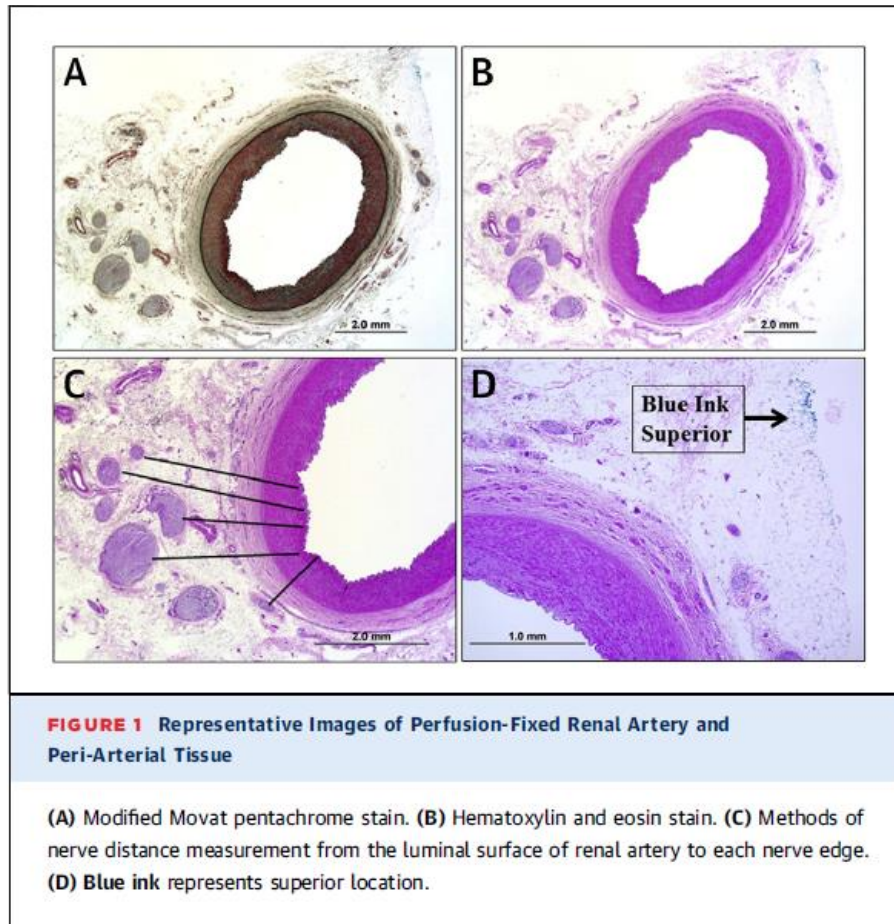 A
B
2.0 mm
2.0 mm
C
D
Blue Ink
Superior
2.0 mm
1.0 mm
FIGURE 1 Representative Images of Perfusion-Fixed Renal Artery and
Peri-Arterial Tissue
(A) Modified Movat pentachrome stain. (B) Hematoxylin and eosin stain. (C) Methods of
nerve distance measurement from the luminal surface of renal artery to each nerve edge.
(D) Blue ink represents superior location.